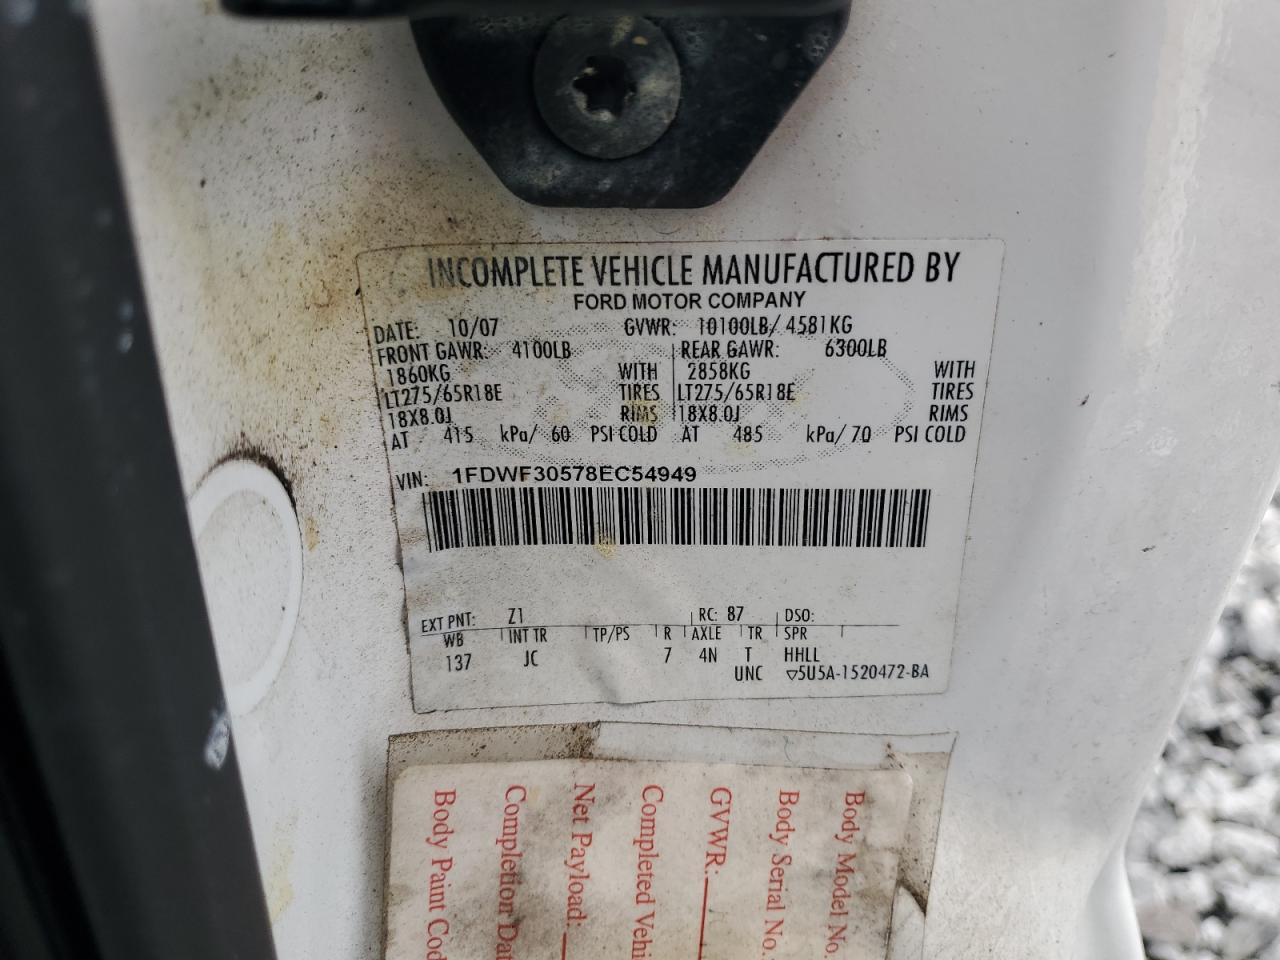 INCOMPLETE VEHICLE MANUFACTURED BY
FORD MOTOR COMPANY
DATE: 10/07 GVWR: 10100LB/ 4581KG
FRONT GAWR: 4100LB REAR GAWR: 6300LB
1860KG WITH 2858KG WITH
LT275/65R18E TIRES LT275/65R18E TIRES
18X8.0J RIMS 18X8.0J RIMS
AT 415 kPa/ 60 PSI COLD AT 485 kPa/ 70 PSI COLD
VIN: 1FDWF30578EC54949
EXT PNT: Z1 RC: 87 DSO:
WB INT TR TP/PS R AXLE TR SPR
137 JC 7 4N T HHLL
UNC ▽5U5A-1520472-BA
Body Model No.
Body Serial No.
GVWR:
Completed Vehi
Net Payload:
Completion Dat
Body Paint Cod